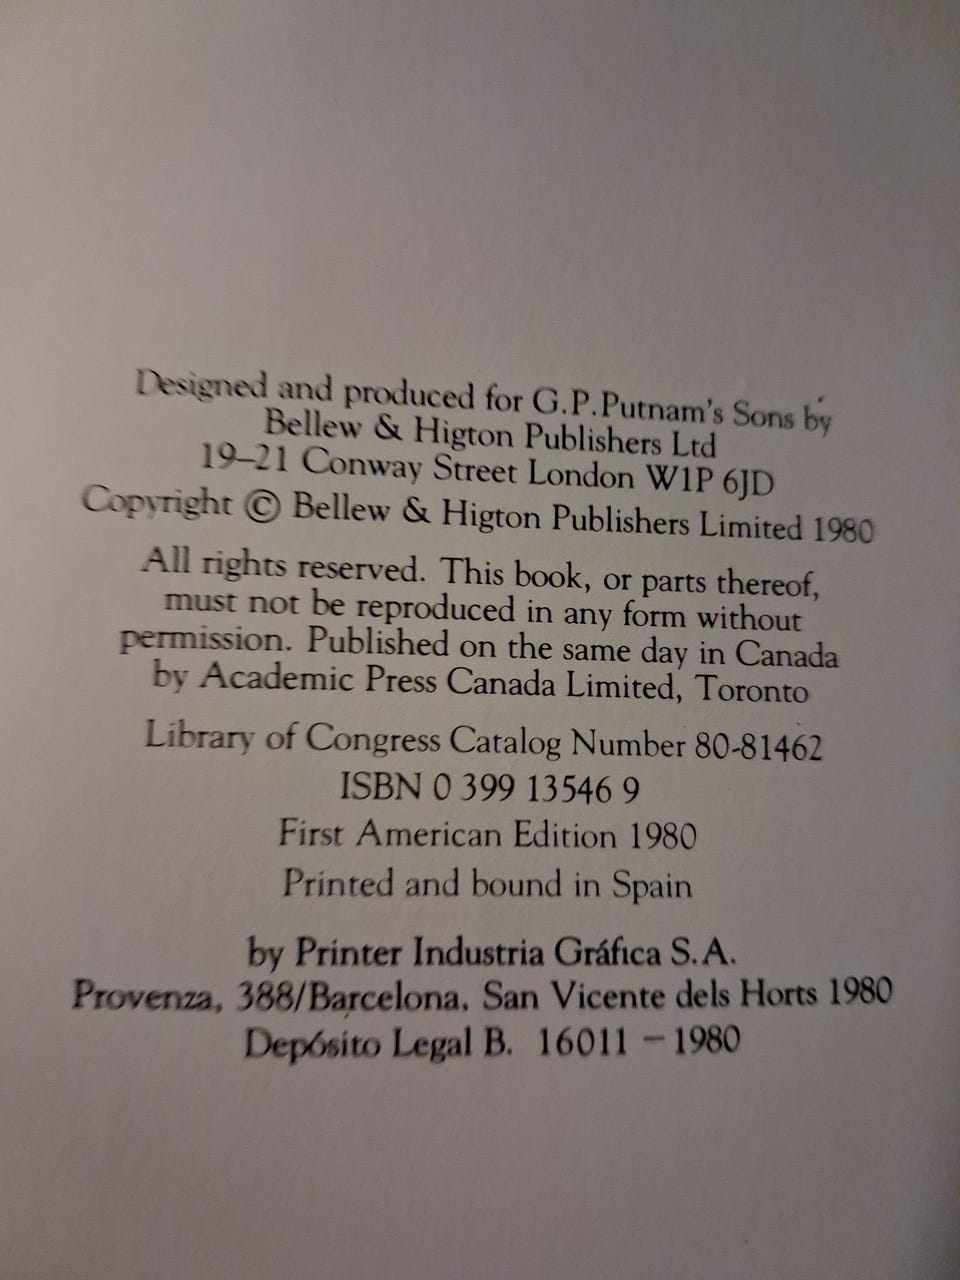 Designed and produced for G.P.Putnam's Sons by
Bellew & Higton Publishers Ltd
19–21 Conway Street London W1P 6JD
Copyright © Bellew & Higton Publishers Limited 1980
All rights reserved. This book, or parts thereof,
must not be reproduced in any form without
permission. Published on the same day in Canada
by Academic Press Canada Limited, Toronto
Library of Congress Catalog Number 80-81462
ISBN 0 399 13546 9
First American Edition 1980
Printed and bound in Spain
by Printer Industria Gráfica S.A.
Provenza, 388/Barcelona, San Vicente dels Horts 1980
Depósito Legal B. 16011 – 1980